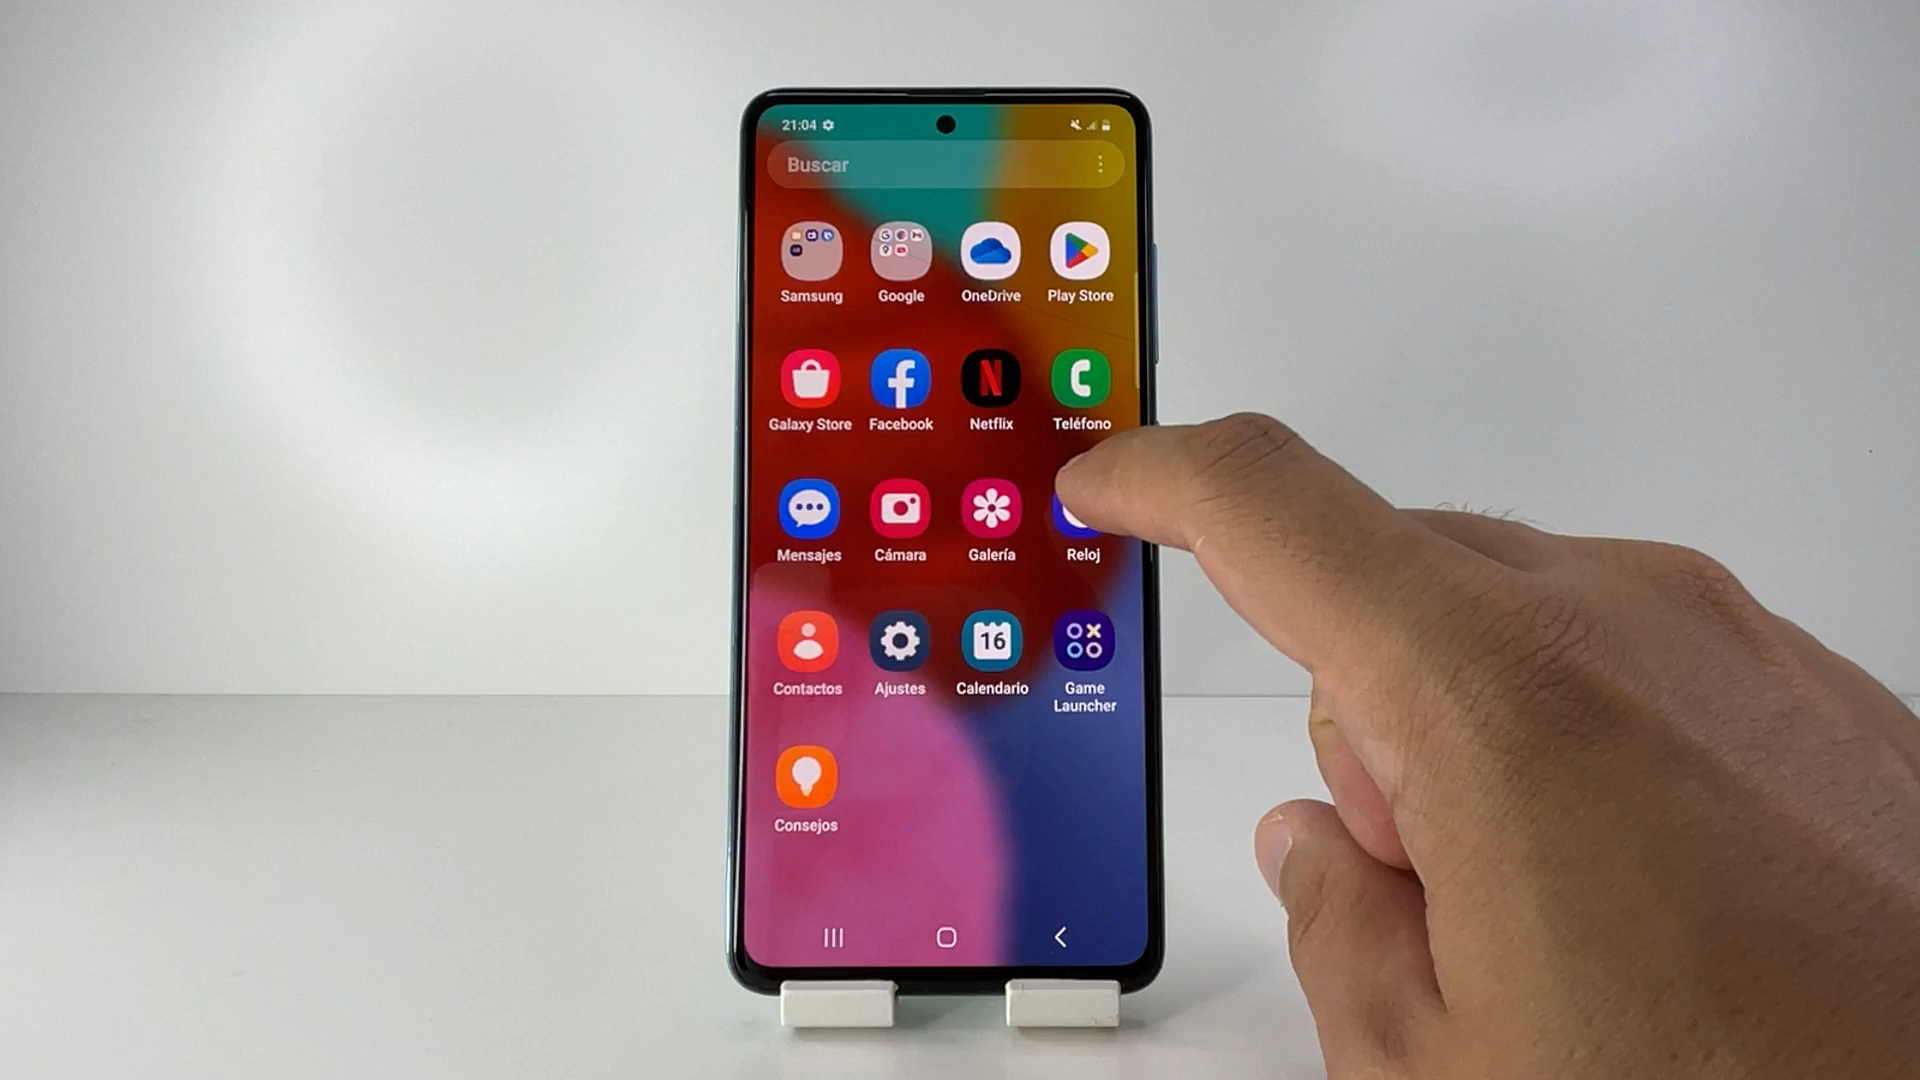 21:04
Buscar
Samsung Google OneDrive Play Store
Galaxy Store Facebook Netflix Teléfono
Mensajes Cámara Galería Reloj
16
Contactos Ajustes Calendario Game
Launcher
Consejos